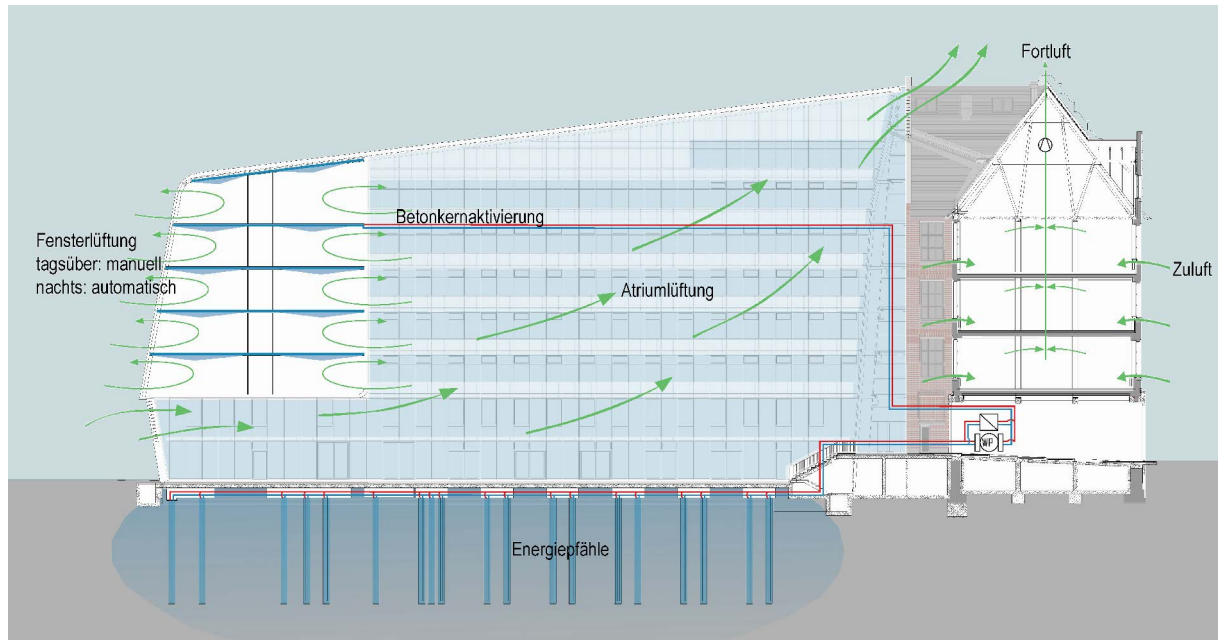 Fortluft
Betonkernaktivierung
Fensterlüftung
tagsüber: manuell
nachts: automatisch
Atriumlüftung
Zuluft
WP
Energiepfähle